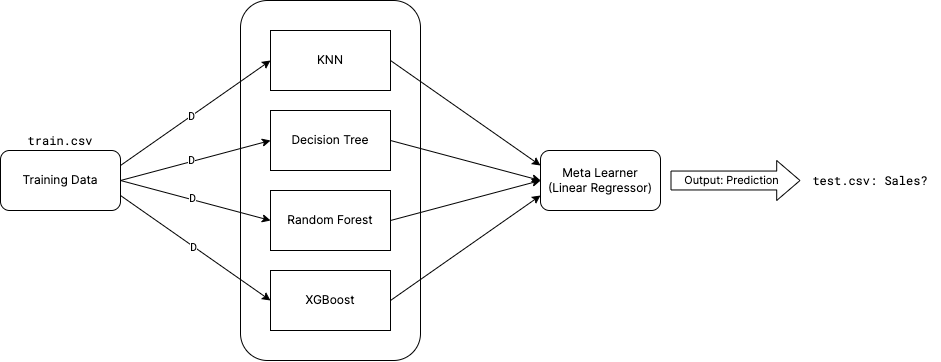 train.csv
Training Data
D
D
D
D
KNN
Decision Tree
Random Forest
XGBoost
Meta Learner
(Linear Regressor)
Output: Prediction
test.csv: Sales?